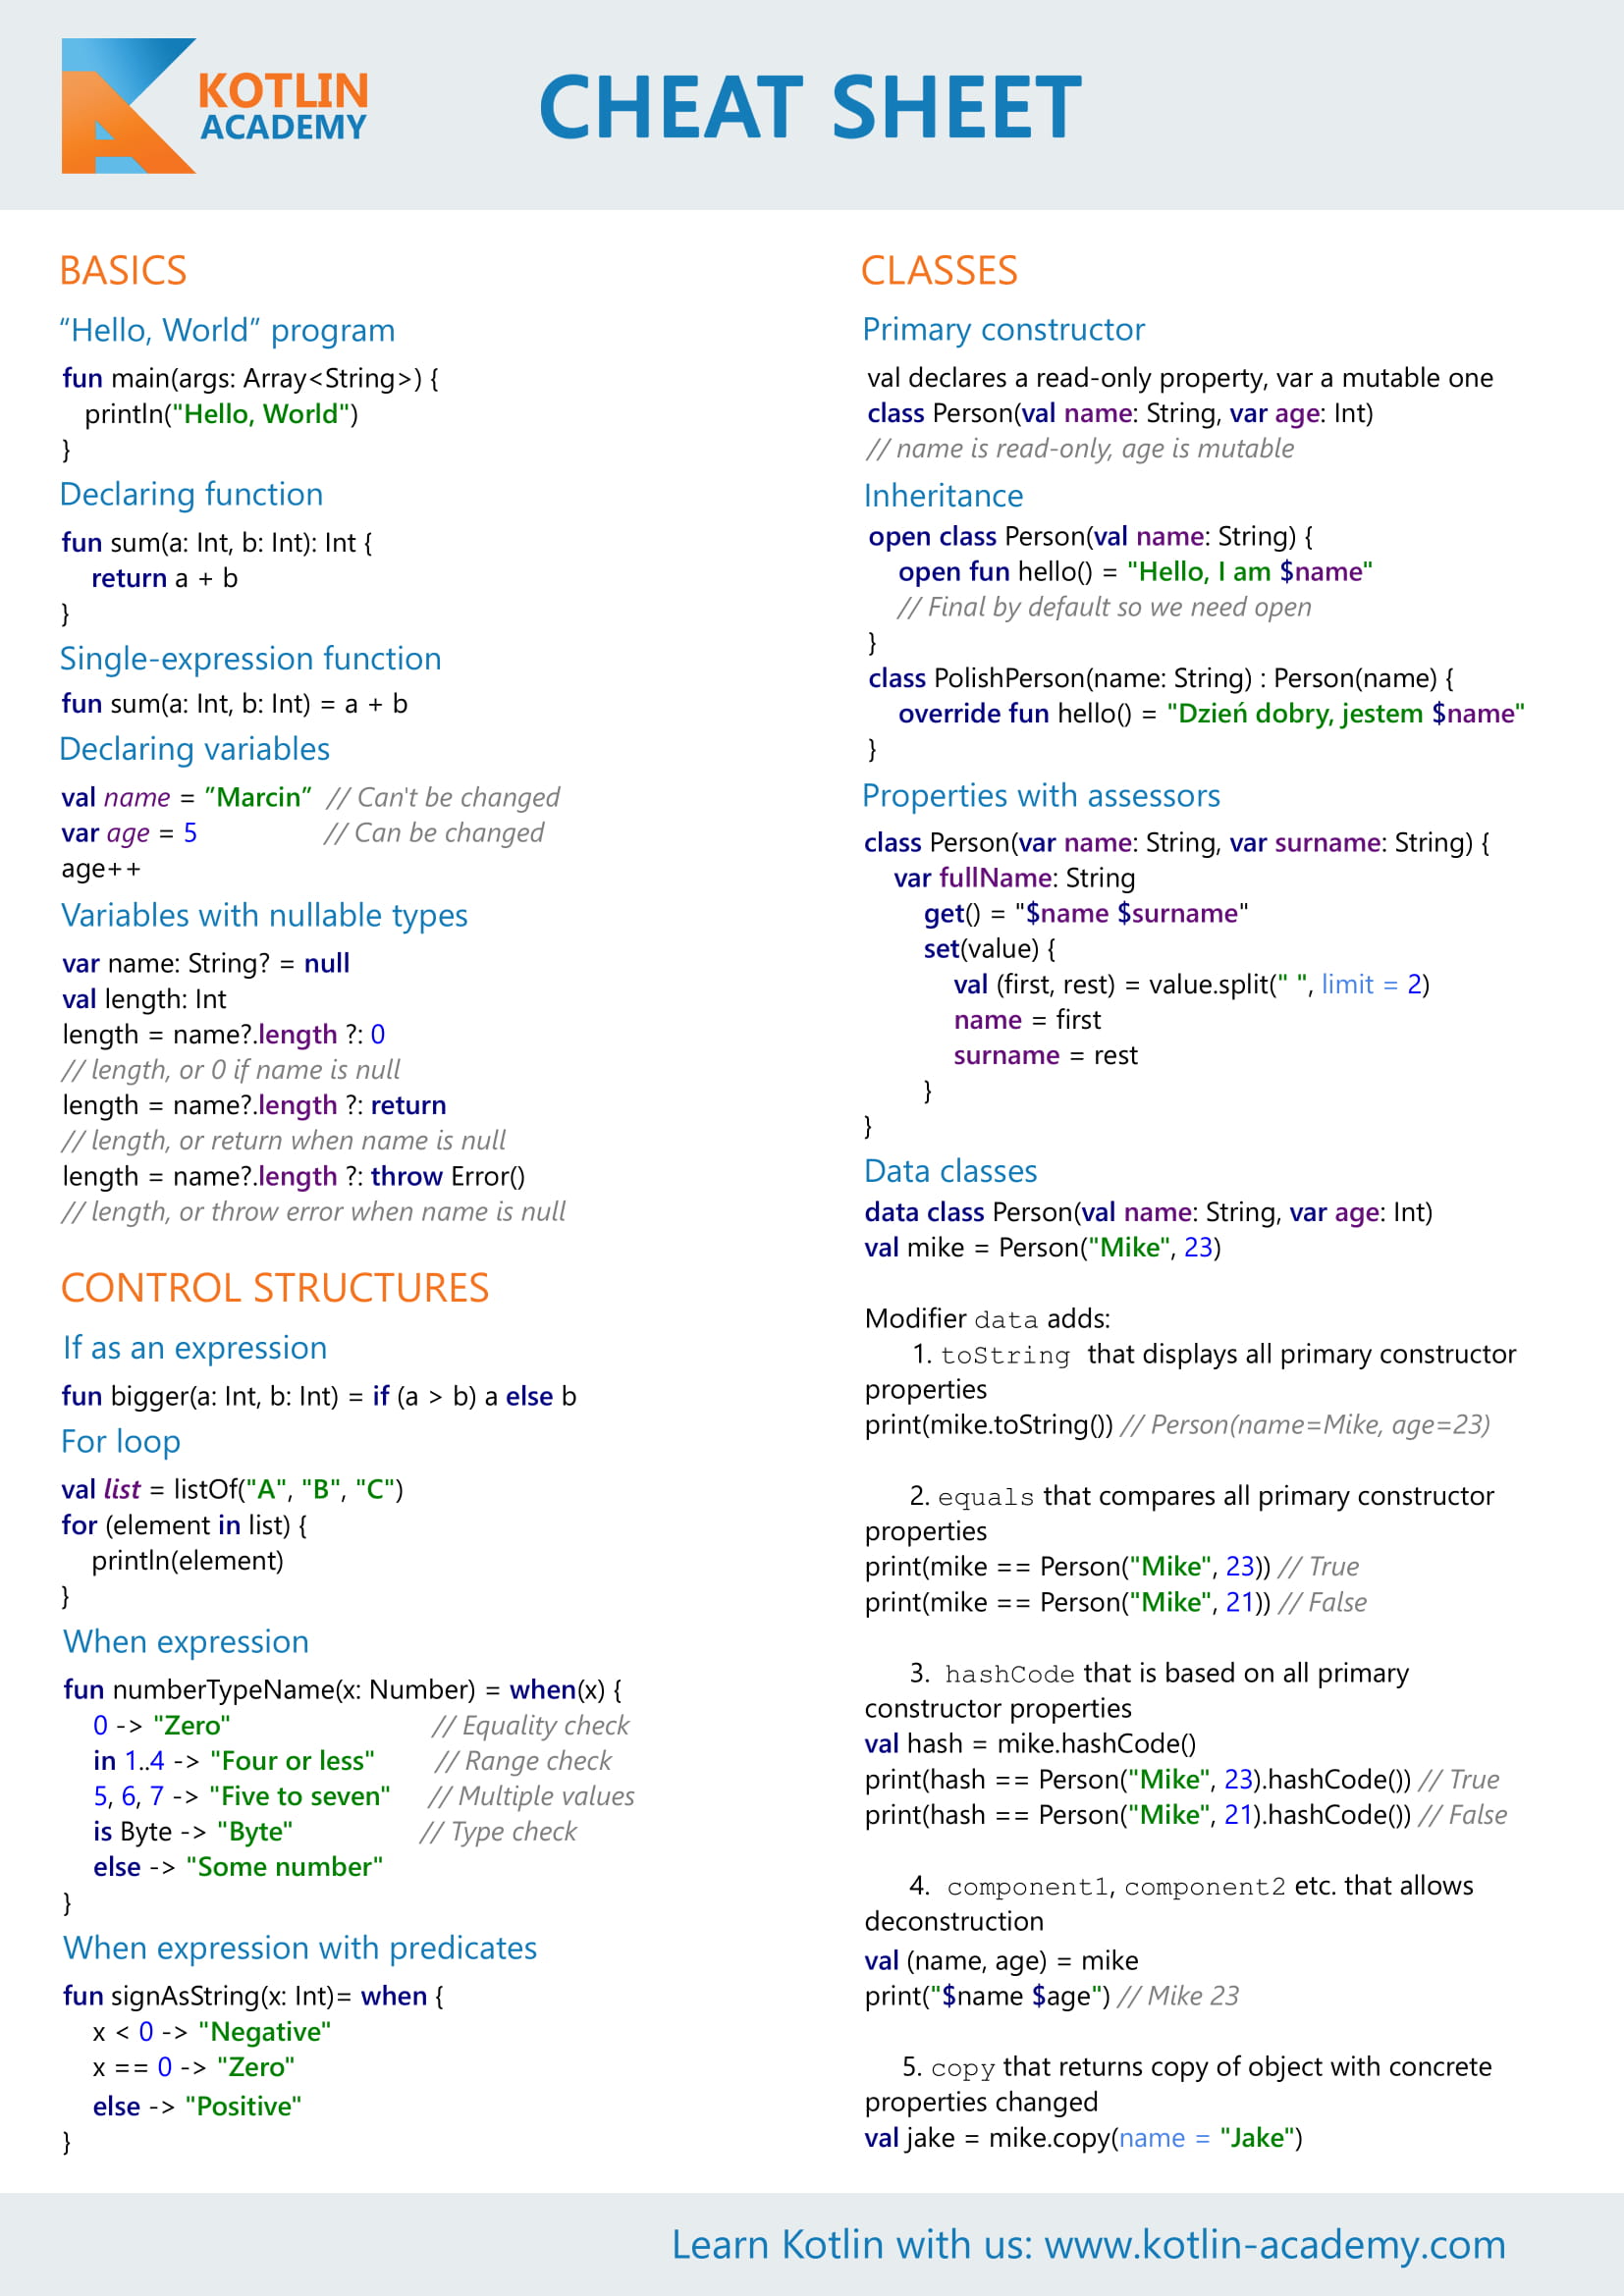 KOTLIN
ACADEMY
CHEAT SHEET
BASICS
“Hello, World” program
fun main(args: Array<String>) {
println("Hello, World")
}
Declaring function
fun sum(a: Int, b: Int): Int {
return a + b
}
Single-expression function
fun sum(a: Int, b: Int) = a + b
Declaring variables
val name = ”Marcin” // Can't be changed
var age = 5 // Can be changed
age++
Variables with nullable types
var name: String? = null
val length: Int
length = name?.length ?: 0
// length, or 0 if name is null
length = name?.length ?: return
// length, or return when name is null
length = name?.length ?: throw Error()
// length, or throw error when name is null
CONTROL STRUCTURES
If as an expression
fun bigger(a: Int, b: Int) = if (a > b) a else b
For loop
val list = listOf("A", "B", "C")
for (element in list) {
println(element)
}
When expression
fun numberTypeName(x: Number) = when(x) {
0 -> "Zero" // Equality check
in 1..4 -> "Four or less" // Range check
5, 6, 7 -> "Five to seven" // Multiple values
is Byte -> "Byte" // Type check
else -> "Some number"
}
When expression with predicates
fun signAsString(x: Int)= when {
x < 0 -> "Negative"
x == 0 -> "Zero"
else -> "Positive"
}
CLASSES
Primary constructor
val declares a read-only property, var a mutable one
class Person(val name: String, var age: Int)
// name is read-only, age is mutable
Inheritance
open class Person(val name: String) {
open fun hello() = "Hello, I am $name"
// Final by default so we need open
}
class PolishPerson(name: String) : Person(name) {
override fun hello() = "Dzień dobry, jestem $name"
}
Properties with assessors
class Person(var name: String, var surname: String) {
var fullName: String
get() = "$name $surname"
set(value) {
val (first, rest) = value.split(" ", limit = 2)
name = first
surname = rest
}
}
Data classes
data class Person(val name: String, var age: Int)
val mike = Person("Mike", 23)
Modifier data adds:
1. toString that displays all primary constructor
properties
print(mike.toString()) // Person(name=Mike, age=23)
2. equals that compares all primary constructor
properties
print(mike == Person("Mike", 23)) // True
print(mike == Person("Mike", 21)) // False
3. hashCode that is based on all primary
constructor properties
val hash = mike.hashCode()
print(hash == Person("Mike", 23).hashCode()) // True
print(hash == Person("Mike", 21).hashCode()) // False
4. component1, component2 etc. that allows
deconstruction
val (name, age) = mike
print("$name $age") // Mike 23
5. copy that returns copy of object with concrete
properties changed
val jake = mike.copy(name = "Jake")
Learn Kotlin with us: www.kotlin-academy.com